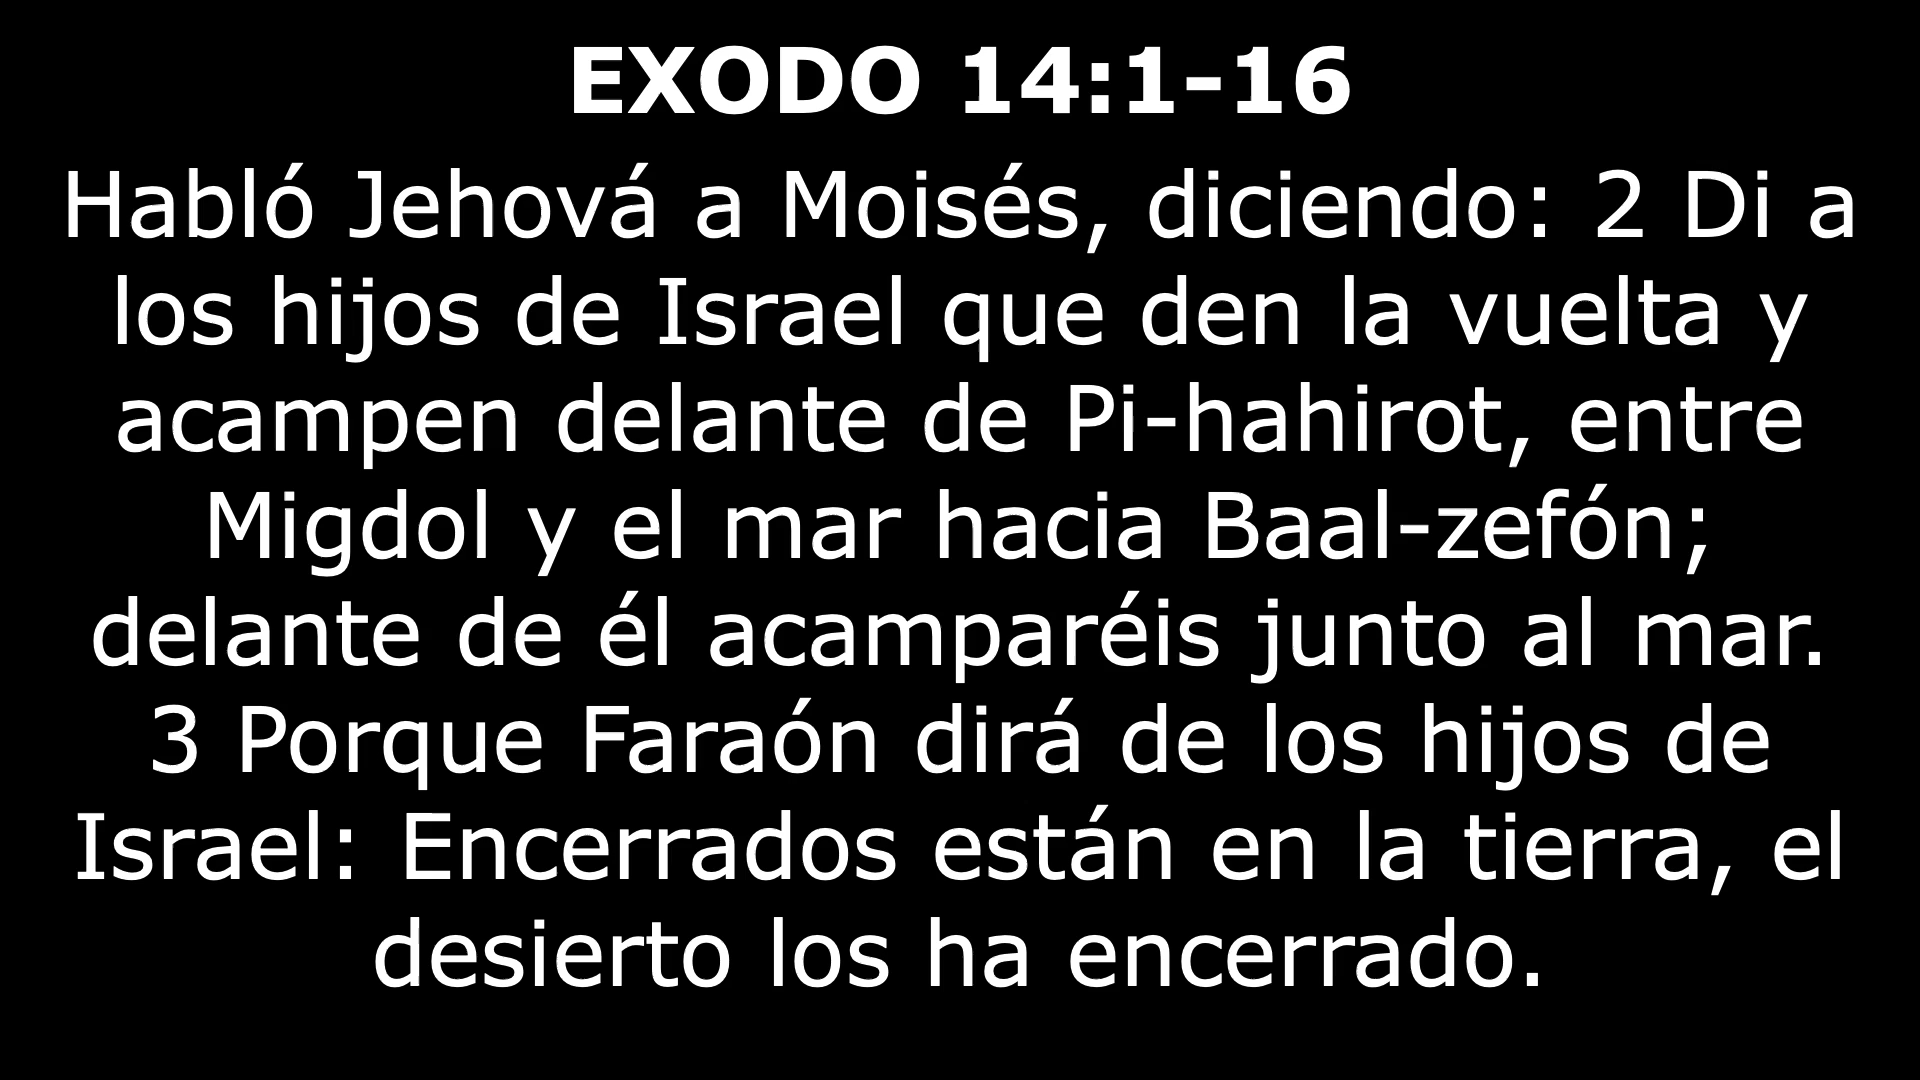 EXODO 14:1-16
Habló Jehová a Moisés, diciendo: 2 Di a
los hijos de Israel que den la vuelta y
acampen delante de Pi-hahirot, entre
Migdol y el mar hacia Baal-zefón;
delante de él acamparéis junto al mar.
3 Porque Faraón dirá de los hijos de
Israel: Encerrados están en la tierra, el
desierto los ha encerrado.